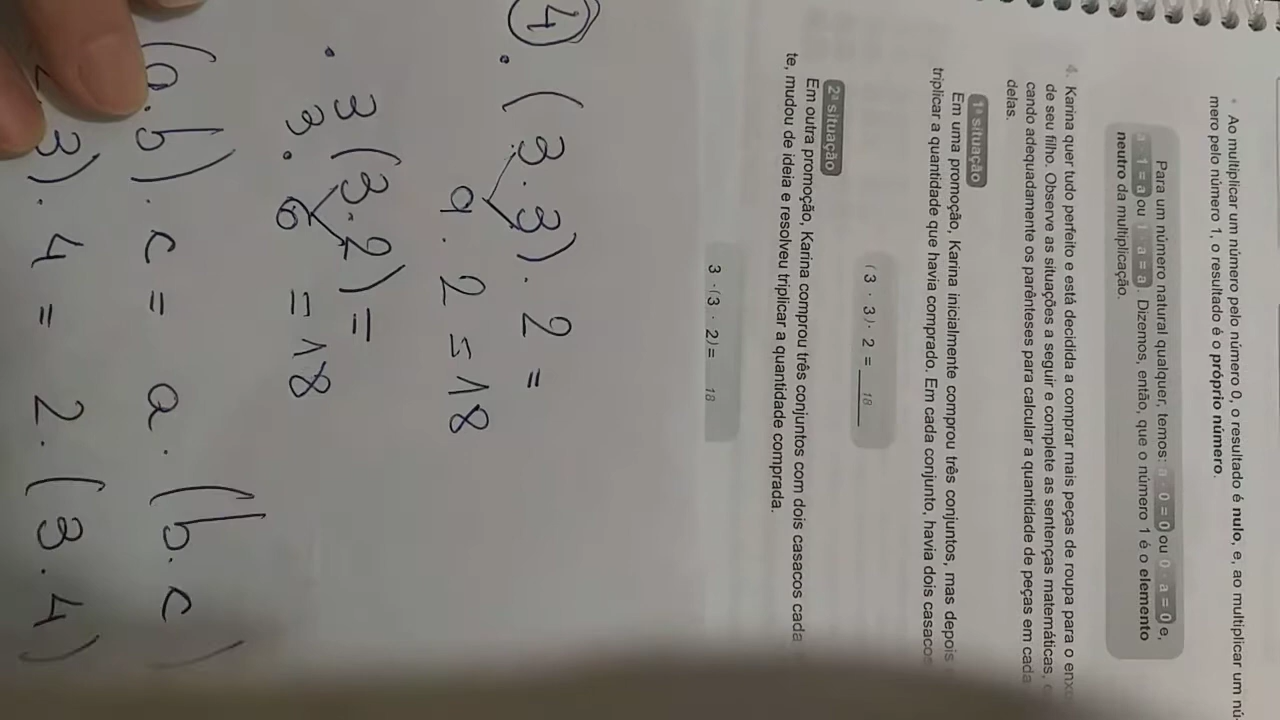 • Ao multiplicar um número pelo número 0, o resultado é nulo, e, ao multiplicar um nú-
mero pelo número 1, o resultado é o próprio número.
Para um número natural qualquer, temos: a · 0 = 0 ou 0 · a = 0 e,
a · 1 = a ou 1 · a = a. Dizemos, então, que o número 1 é o elemento
neutro da multiplicação.
4. Karina quer tudo perfeito e está decidida a comprar mais peças de roupa para o
de seu filho. Observe as situações a seguir e complete as sentenças matemáticas,
cando adequadamente os parênteses para calcular a quantidade de peças em cada
delas.
1ª situação
Em uma promoção, Karina inicialmente comprou três conjuntos, mas depois
triplicar a quantidade que havia comprado. Em cada conjunto, havia dois casacos
(3 · 3) · 2 = 18
2ª situação
Em outra promoção, Karina comprou três conjuntos com dois casacos cada
te, mudou de ideia e resolveu triplicar a quantidade comprada.
3 · (3 · 2) = 18
4) . (3.3).2=
9.2=18
. 3(3.2)=
3.6=18
(a.b).c=a.(b.c)
3).4=2.(3.4)